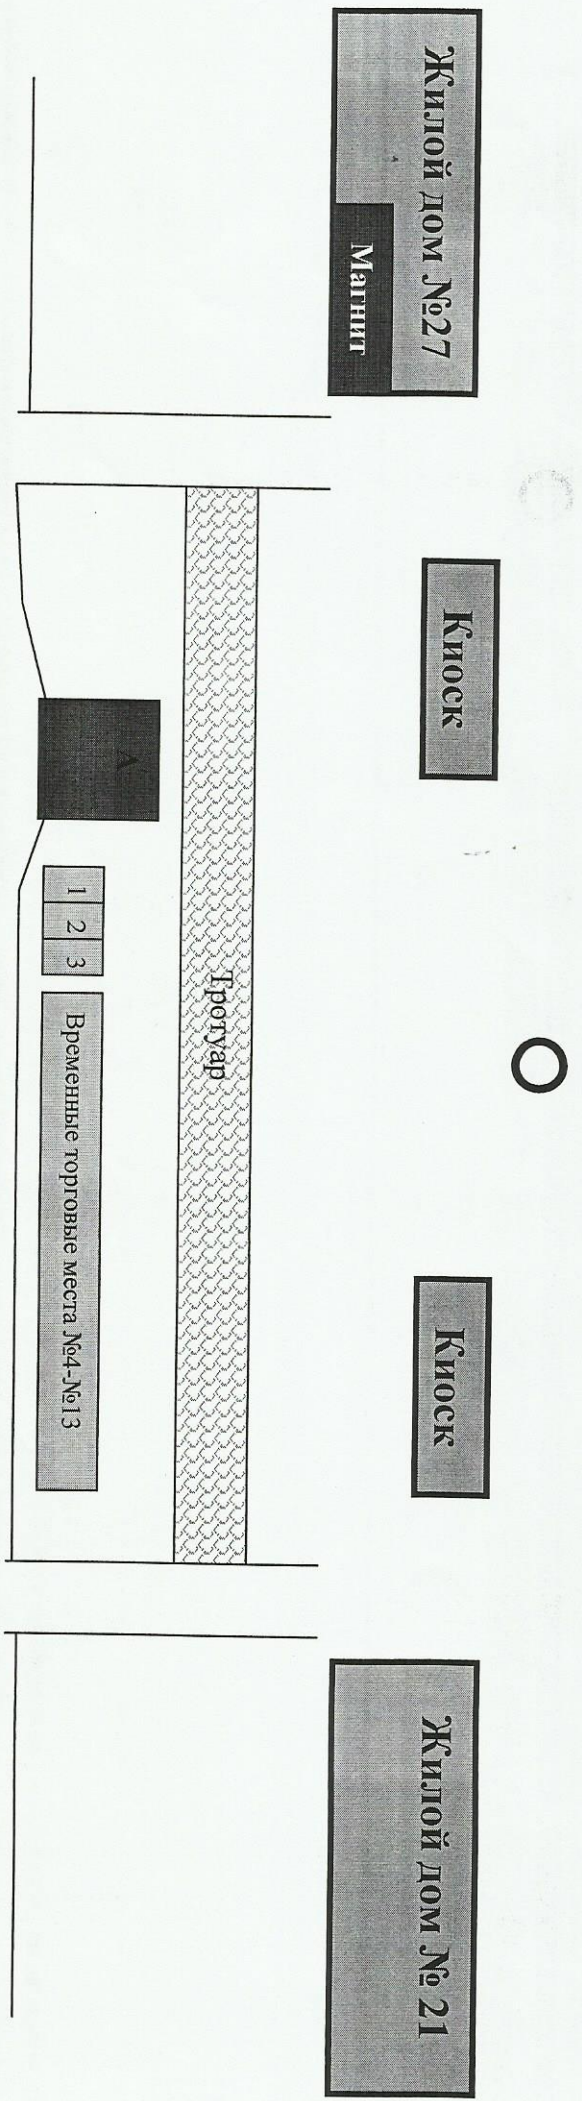 Жилой дом №27
Магнит
Киоск
Киоск
Жилой дом № 21
Тротуар
А
1
2
3
Временные торговые места №4-№13